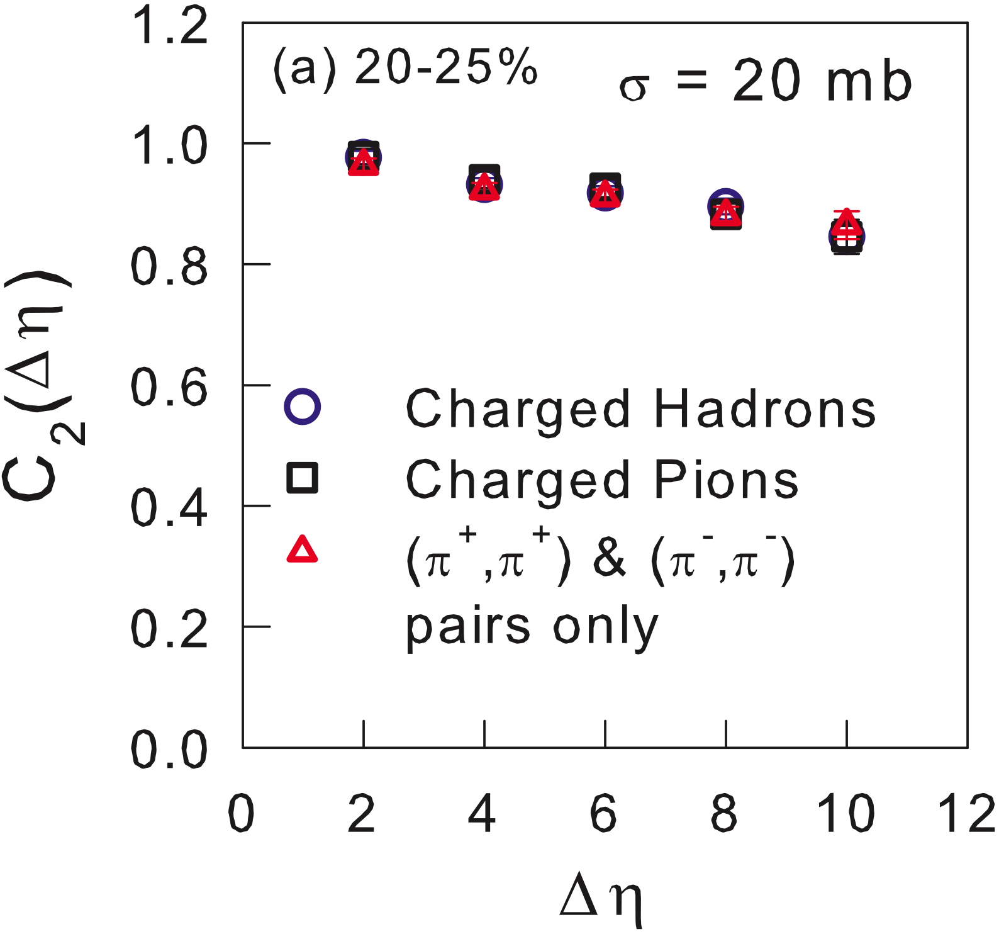 1.2
(a) 20-25%
σ = 20 mb
1.0
0.8
C₂(Δη)
0.6
Charged Hadrons
Charged Pions
0.4
(π⁺,π⁺) & (π⁻,π⁻)
pairs only
0.2
0.0
0 2 4 6 8 10 12
Δη